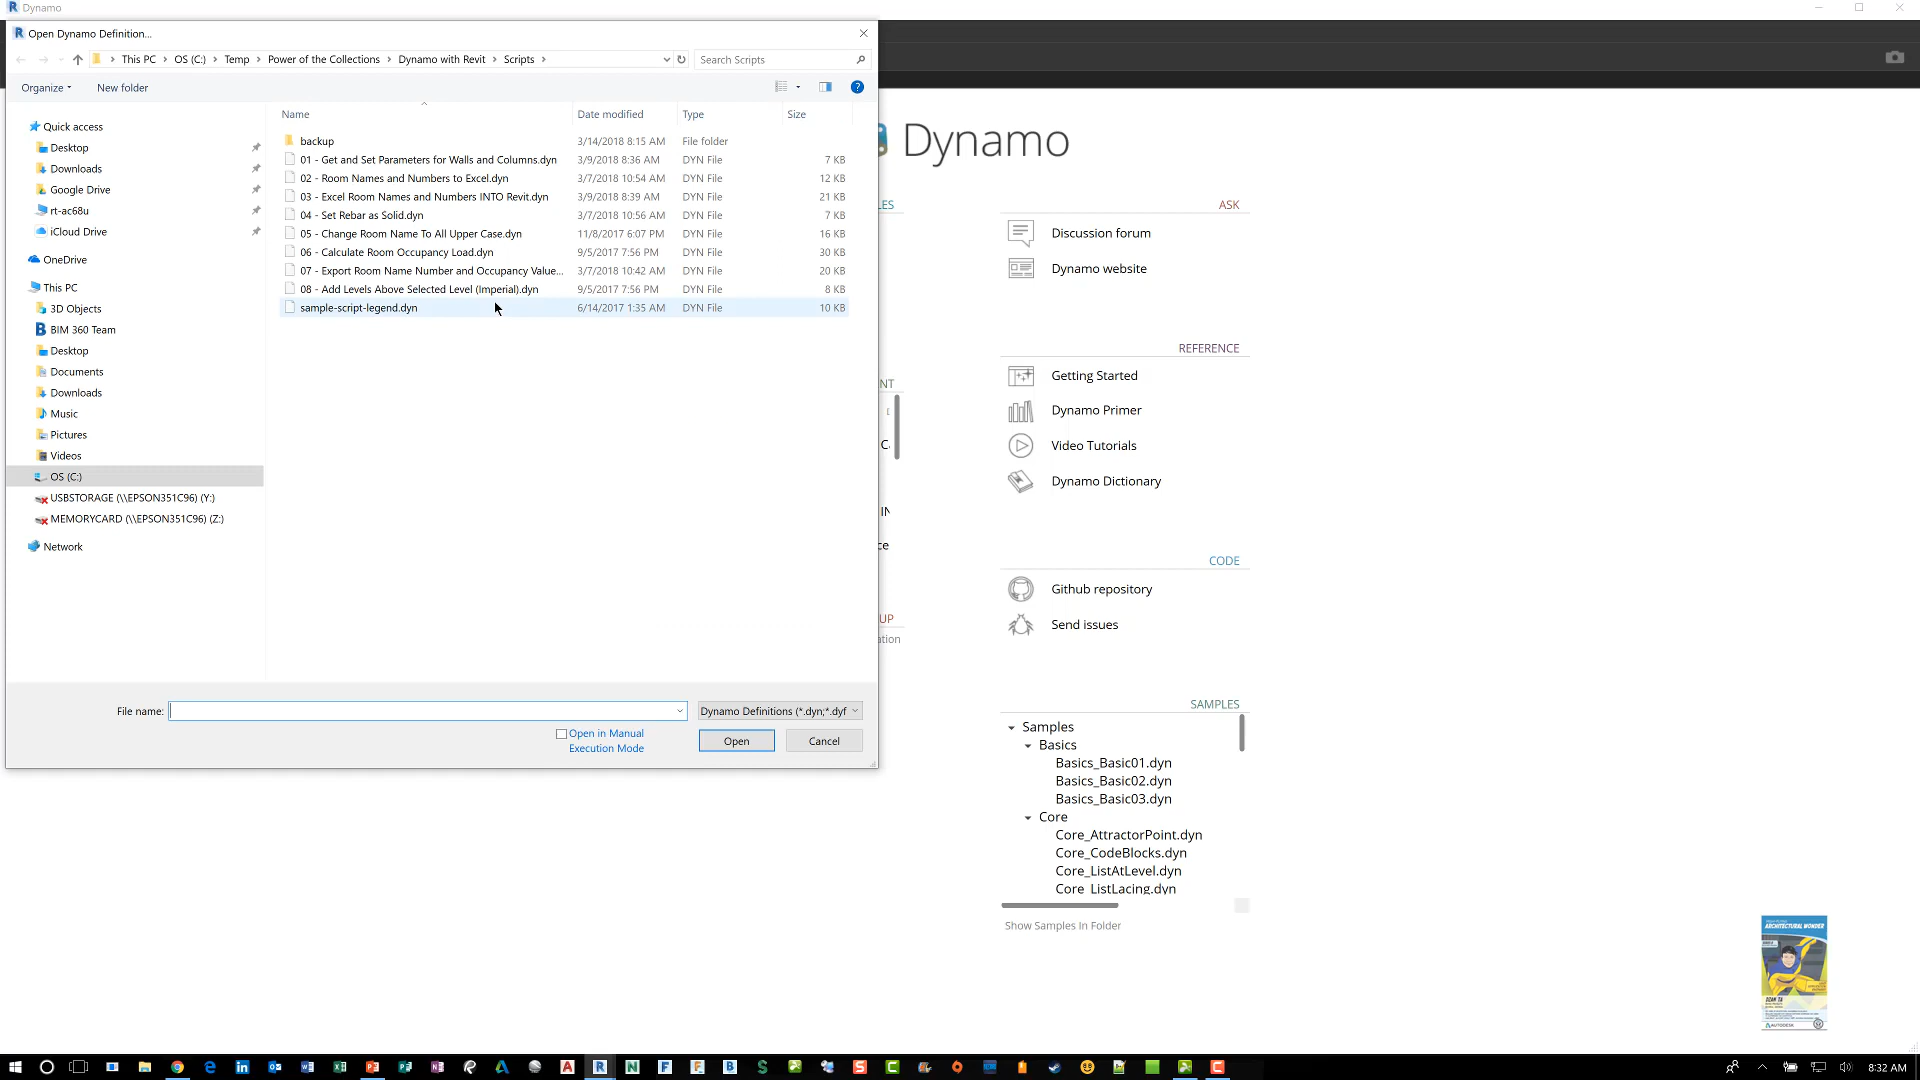 Dynamo
Open Dynamo Definition...
This PC > OS (C:) > Temp > Power of the Collections > Dynamo with Revit > Scripts >
Search Scripts
Organize
New folder
Name
Date modified
Type
Size
Quick access
Desktop
Downloads
Google Drive
rt-ac68u
iCloud Drive
OneDrive
This PC
3D Objects
BIM 360 Team
Desktop
Documents
Downloads
Music
Pictures
Videos
OS (C:)
USBSTORAGE (\\EPSON351C96) (Y:)
MEMORYCARD (\\EPSON351C96) (Z:)
Network
backup 3/14/2018 8:15 AM File folder
01 - Get and Set Parameters for Walls and Columns.dyn 3/9/2018 8:36 AM DYN File 7 KB
02 - Room Names and Numbers to Excel.dyn 3/7/2018 10:54 AM DYN File 12 KB
03 - Excel Room Names and Numbers INTO Revit.dyn 3/9/2018 8:39 AM DYN File 21 KB
04 - Set Rebar as Solid.dyn 3/7/2018 10:56 AM DYN File 7 KB
05 - Change Room Name To All Upper Case.dyn 11/8/2017 6:07 PM DYN File 16 KB
06 - Calculate Room Occupancy Load.dyn 9/5/2017 7:56 PM DYN File 30 KB
07 - Export Room Name Number and Occupancy Value... 3/7/2018 10:42 AM DYN File 20 KB
08 - Add Levels Above Selected Level (Imperial).dyn 9/5/2017 7:56 PM DYN File 8 KB
sample-script-legend.dyn 6/14/2017 1:35 AM DYN File 10 KB
File name:
Dynamo Definitions (*.dyn;*.dyf
Open in Manual
Execution Mode
Open
Cancel
Dynamo
LES
NT
UP
ation
ASK
Discussion forum
Dynamo website
REFERENCE
Getting Started
Dynamo Primer
Video Tutorials
Dynamo Dictionary
CODE
Github repository
Send issues
SAMPLES
Samples
Basics
Basics_Basic01.dyn
Basics_Basic02.dyn
Basics_Basic03.dyn
Core
Core_AttractorPoint.dyn
Core_CodeBlocks.dyn
Core_ListAtLevel.dyn
Core_ListLacing.dyn
Show Samples In Folder
ARCHITECTURAL WONDER
AUTODESK
8:32 AM